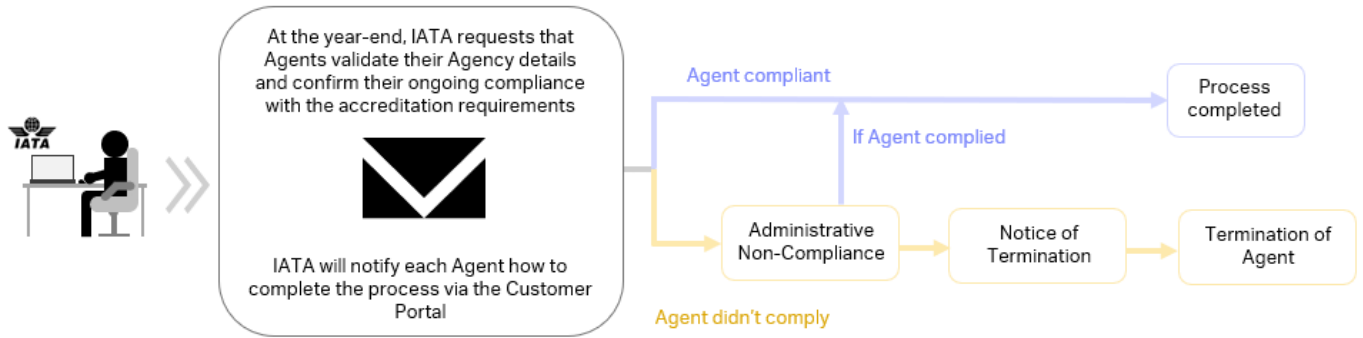 IATA
At the year-end, IATA requests that
Agents validate their Agency details
and confirm their ongoing compliance
with the accreditation requirements
IATA will notify each Agent how to
complete the process via the Customer
Portal
Agent compliant
Process
completed
If Agent complied
Administrative
Non-Compliance
Notice of
Termination
Termination of
Agent
Agent didn't comply